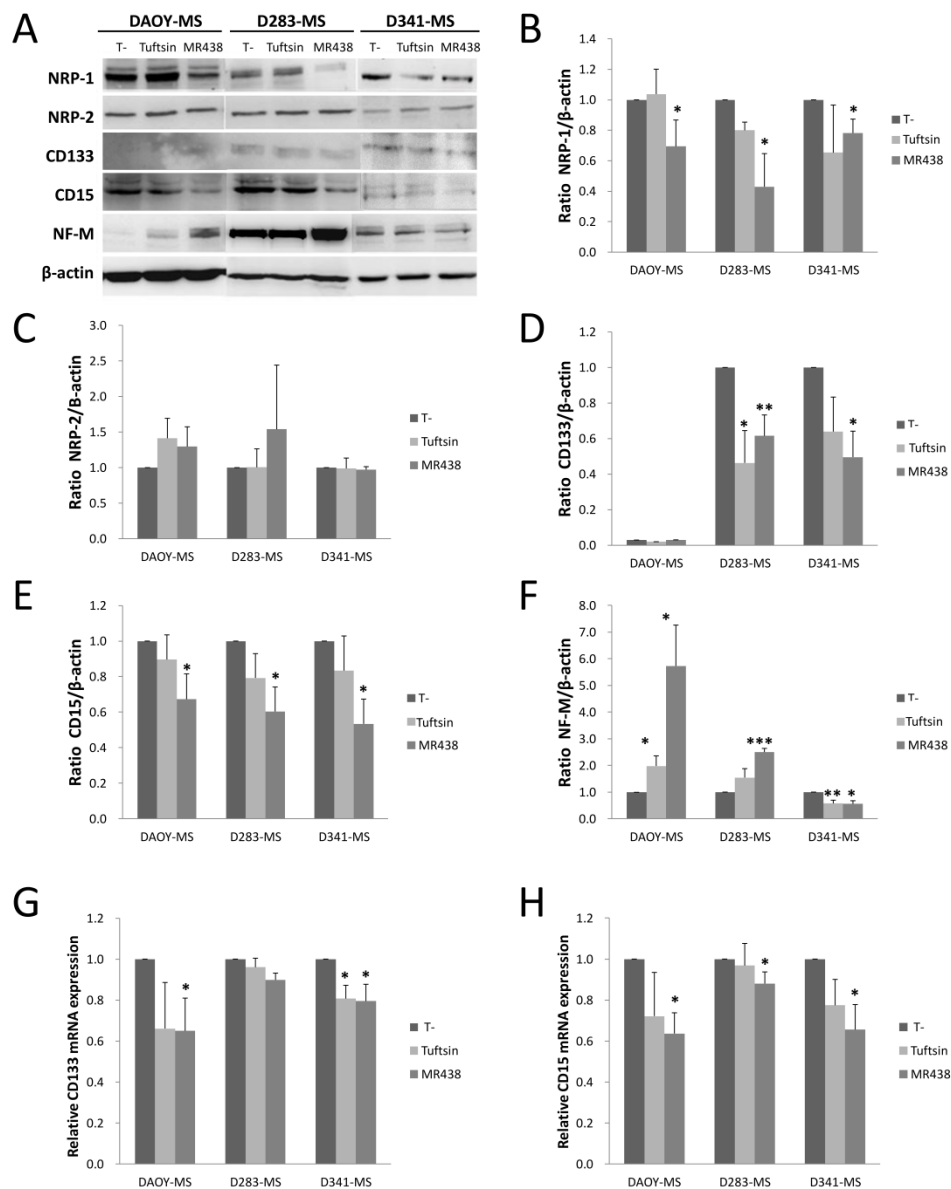 A
DAOY-MS D283-MS D341-MS
T- Tuftsin MR438 T- Tuftsin MR438 T- Tuftsin MR438
NRP-1
NRP-2
CD133
CD15
NF-M
β-actin
B
Ratio NRP-1/β-actin
1.4
1.2
1.0
0.8
0.6
0.4
0.2
0.0
* * *
DAOY-MS D283-MS D341-MS
T-
Tuftsin
MR438
C
Ratio NRP-2/B-actin
3.0
2.5
2.0
1.5
1.0
0.5
0.0
DAOY-MS D283-MS D341-MS
T-
Tuftsin
MR438
D
Ratio CD133/β-actin
1.2
1.0
0.8
0.6
0.4
0.2
0.0
* ** *
DAOY-MS D283-MS D341-MS
T-
Tuftsin
MR438
E
Ratio CD15/β-actin
1.2
1.0
0.8
0.6
0.4
0.2
0.0
* * *
DAOY-MS D283-MS D341-MS
T-
Tuftsin
MR438
F
Ratio NF-M/β-actin
8.0
7.0
6.0
5.0
4.0
3.0
2.0
1.0
0.0
* * *** ** *
DAOY-MS D283-MS D341-MS
T-
Tuftsin
MR438
G
Relative CD133 mRNA expression
1.2
1.0
0.8
0.6
0.4
0.2
0.0
* * *
DAOY-MS D283-MS D341-MS
T-
Tuftsin
MR438
H
Relative CD15 mRNA expression
1.2
1.0
0.8
0.6
0.4
0.2
0.0
* * *
DAOY-MS D283-MS D341-MS
T-
Tuftsin
MR438